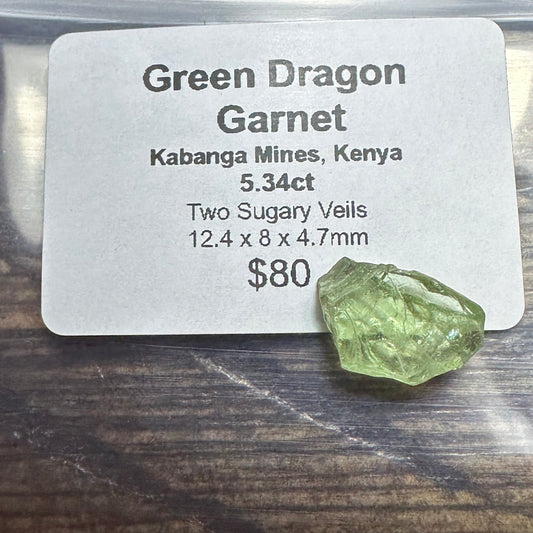 Green Dragon
Garnet
Kabanga Mines, Kenya
5.34ct
Two Sugary Veils
12.4 x 8 x 4.7mm
$80